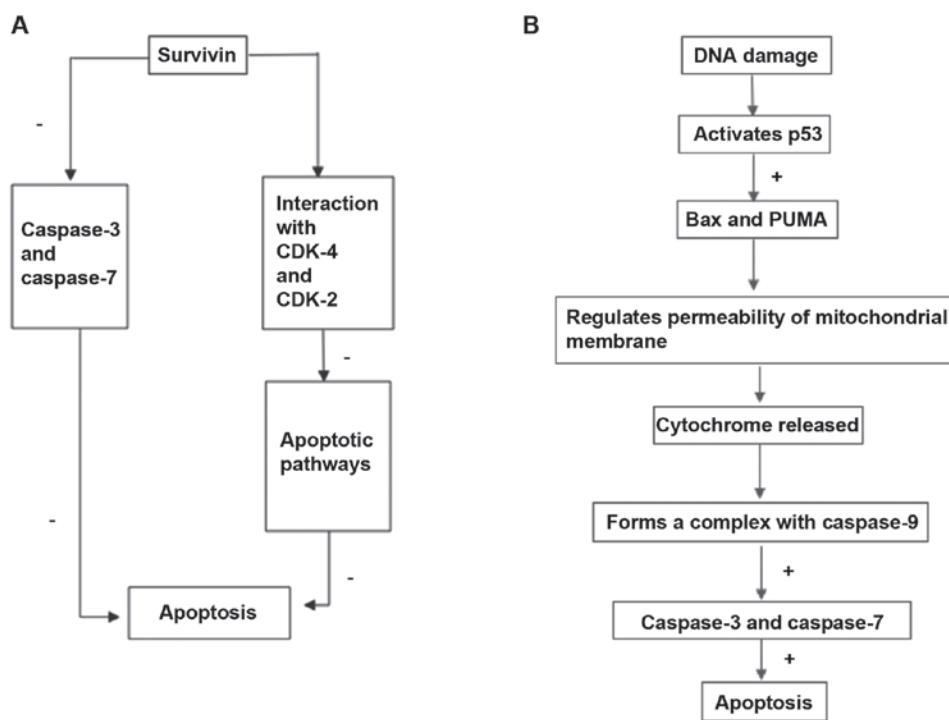 A
Survivin
-
Caspase-3
and
caspase-7
Interaction
with
CDK-4
and
CDK-2
-
Apoptotic
pathways
-
-
Apoptosis
B
DNA damage
Activates p53
+
Bax and PUMA
Regulates permeability of mitochondrial
membrane
Cytochrome released
Forms a complex with caspase-9
+
Caspase-3 and caspase-7
+
Apoptosis